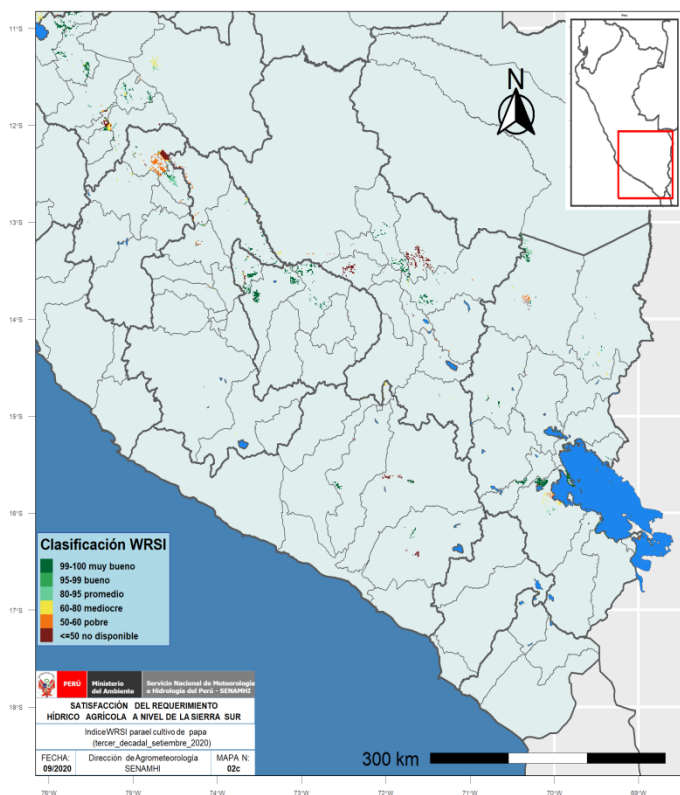 11°S
12°S
13°S
14°S
15°S
16°S
17°S
18°S
N
Clasificación WRSI
99-100 muy bueno
95-99 bueno
80-95 promedio
60-80 mediocre
50-60 pobre
<=50 no disponible
PERÚ
Ministerio
del Ambiente
Servicio Nacional de Meteorología
e Hidrología del Perú - SENAMHI
SATISFACCIÓN DEL REQUERIMIENTO
HÍDRICO AGRÍCOLA A NIVEL DE LA SIERRA SUR
IndiceWRSI parael cultivo de papa
(tercer_decadal_setiembre_2020)
FECHA:
09/2020
Dirección deAgrometeorología
SENAMHI
MAPA N:
02c
300 km
76°W
75°W
74°W
73°W
72°W
71°W
70°W
69°W